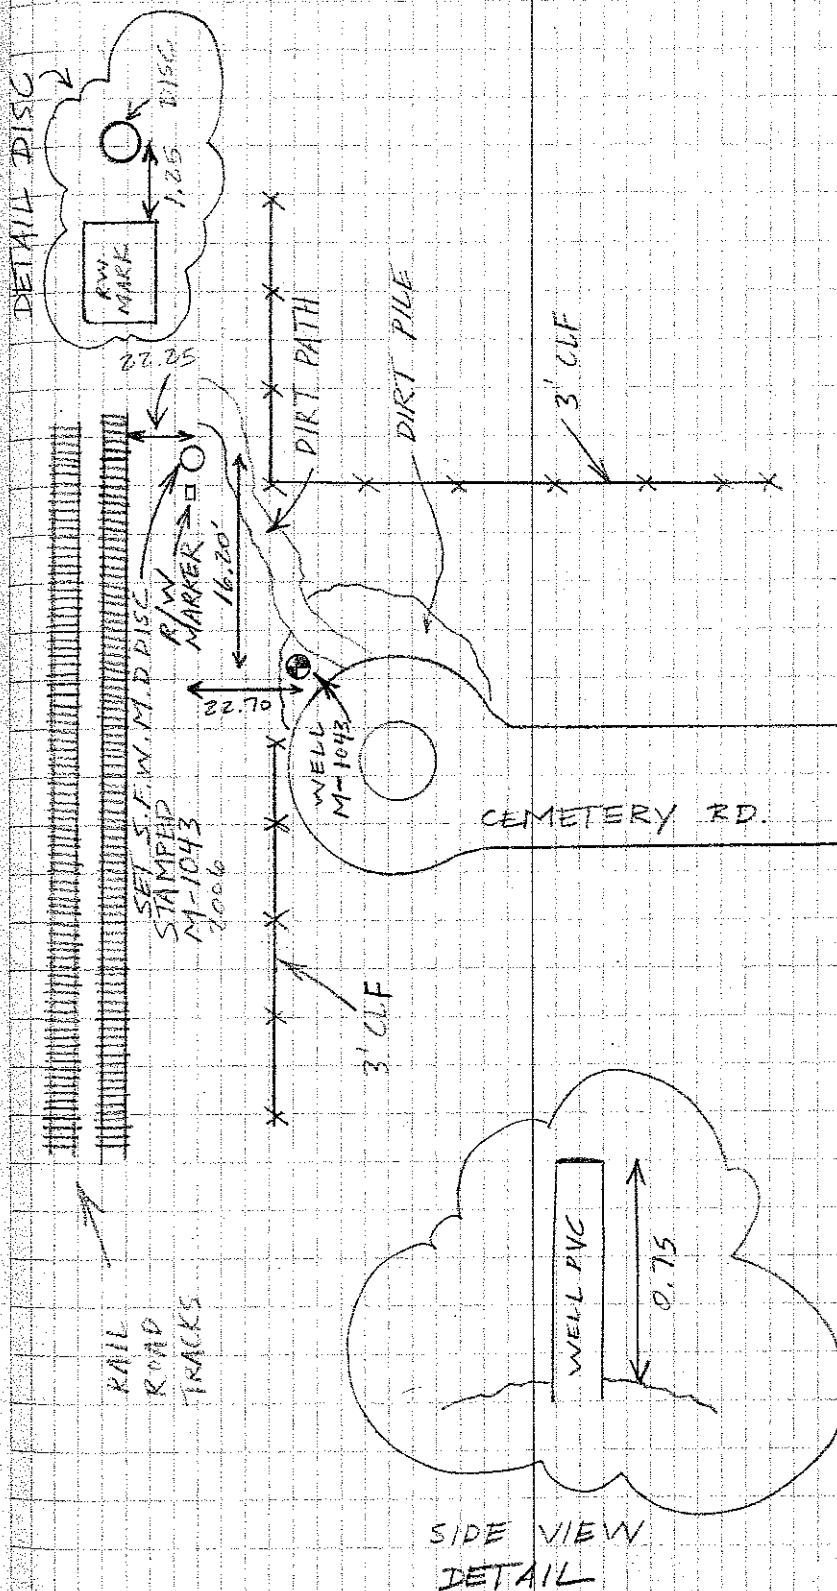 DETAIL DISC
DISC
1.25
R/W
MARK
22.25
DIRT PATH
DIRT PILE
3' CLF
R/W
MARKER
16.20'
SET S.F.W.M.D DISC
STAMPED
M-1043
2006
22.70
WELL
M-1043
CEMETERY RD.
3' CLF
RAIL
ROAD
TRACKS
WELL PVC
0.75
SIDE VIEW
DETAIL